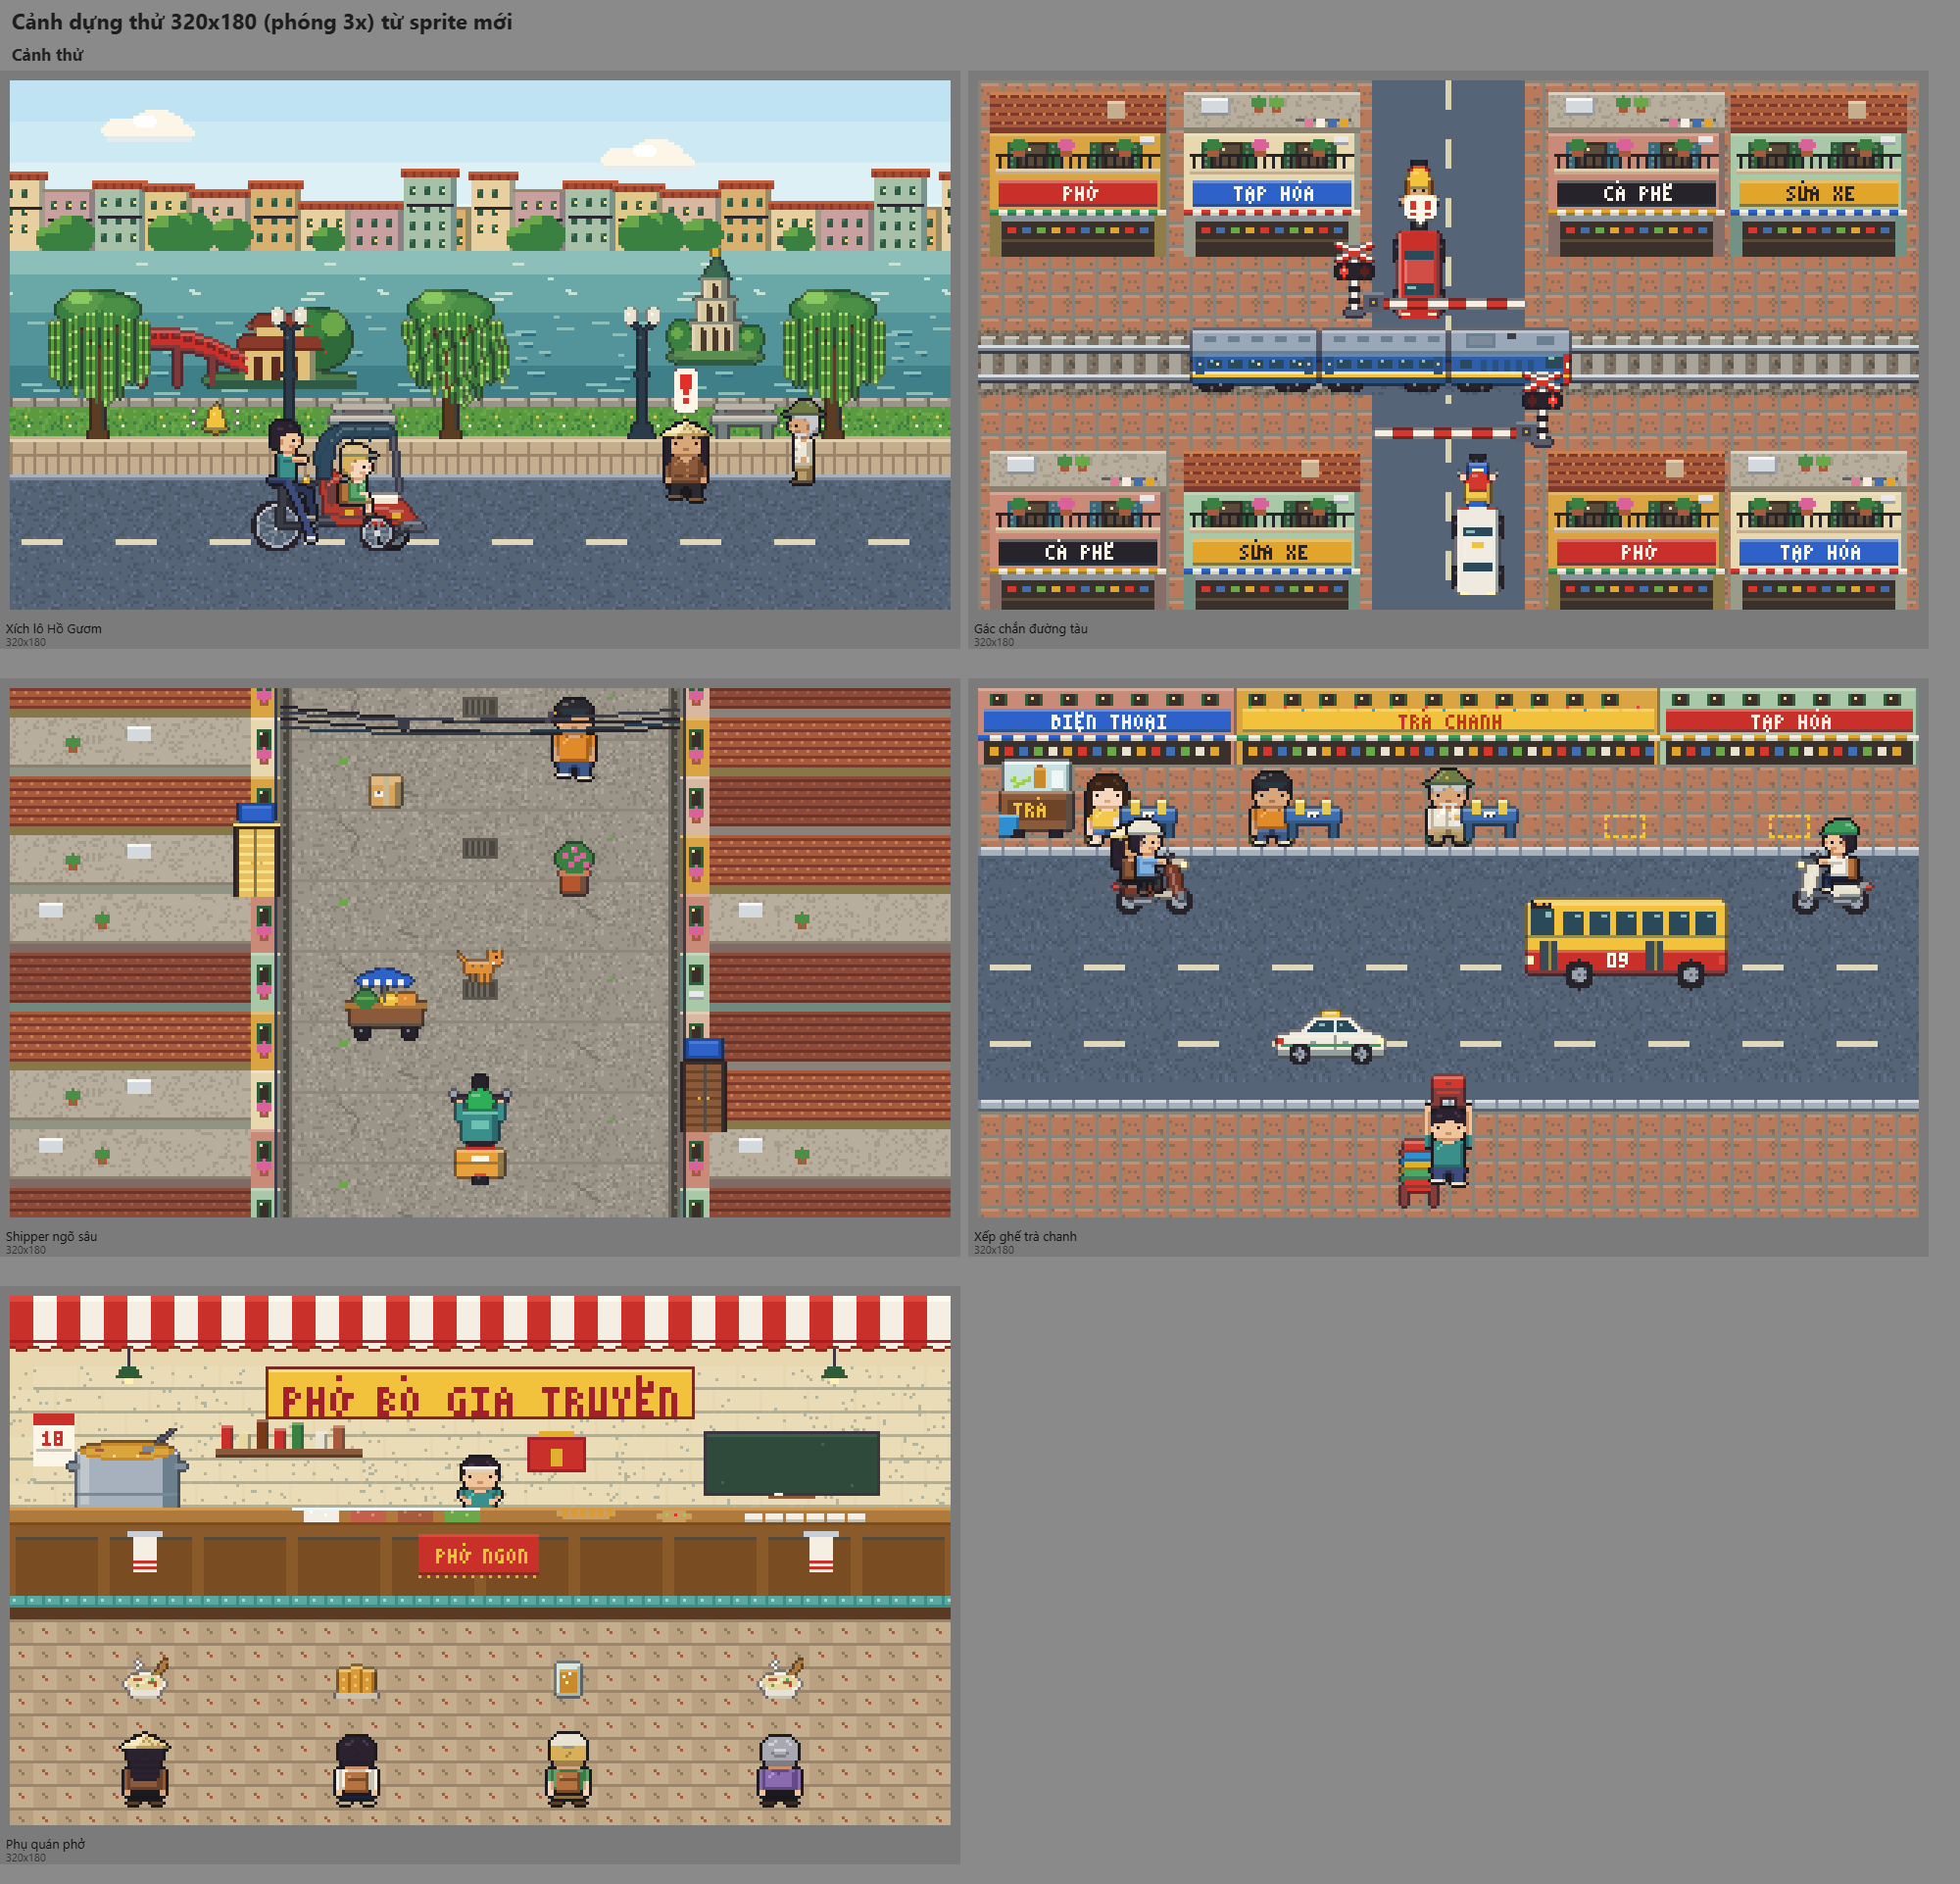 Cảnh dựng thử 320x180 (phóng 3x) từ sprite mới
Cảnh thử
PHỞ
TẠP HÓA
CÀ PHÊ
SỬA XE
CÀ PHÊ
SỬA XE
PHỞ
TẠP HÓA
Xích lô Hồ Gươm
320x180
Gác chắn đường tàu
320x180
ĐIỆN THOẠI
TRÀ CHANH
TẠP HÓA
TRÀ
09
Shipper ngõ sâu
320x180
Xếp ghế trà chanh
320x180
PHỞ BÒ GIA TRUYỀN
18
PHỞ NGON
Phụ quán phở
320x180